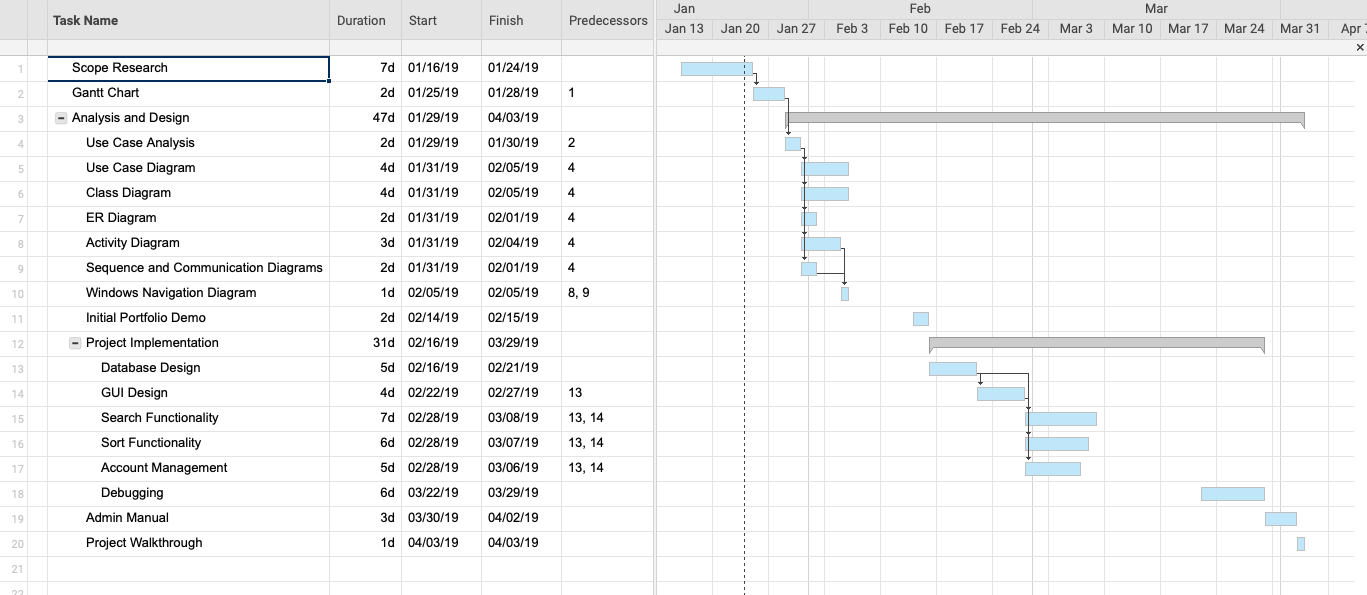 Jan Feb Mar
Task Name Duration Start Finish Predecessors Jan 13 Jan 20 Jan 27 Feb 3 Feb 10 Feb 17 Feb 24 Mar 3 Mar 10 Mar 17 Mar 24 Mar 31 Apr 7
1 Scope Research 7d 01/16/19 01/24/19
2 Gantt Chart 2d 01/25/19 01/28/19 1
3 Analysis and Design 47d 01/29/19 04/03/19
4 Use Case Analysis 2d 01/29/19 01/30/19 2
5 Use Case Diagram 4d 01/31/19 02/05/19 4
6 Class Diagram 4d 01/31/19 02/05/19 4
7 ER Diagram 2d 01/31/19 02/01/19 4
8 Activity Diagram 3d 01/31/19 02/04/19 4
9 Sequence and Communication Diagrams 2d 01/31/19 02/01/19 4
10 Windows Navigation Diagram 1d 02/05/19 02/05/19 8, 9
11 Initial Portfolio Demo 2d 02/14/19 02/15/19
12 Project Implementation 31d 02/16/19 03/29/19
13 Database Design 5d 02/16/19 02/21/19
14 GUI Design 4d 02/22/19 02/27/19 13
15 Search Functionality 7d 02/28/19 03/08/19 13, 14
16 Sort Functionality 6d 02/28/19 03/07/19 13, 14
17 Account Management 5d 02/28/19 03/06/19 13, 14
18 Debugging 6d 03/22/19 03/29/19
19 Admin Manual 3d 03/30/19 04/02/19
20 Project Walkthrough 1d 04/03/19 04/03/19
21
22